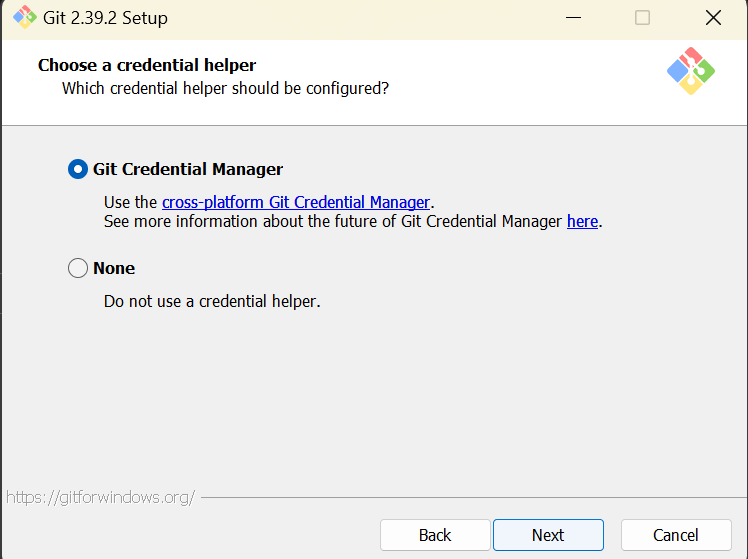 Git 2.39.2 Setup
Choose a credential helper
Which credential helper should be configured?
Git Credential Manager
Use the cross-platform Git Credential Manager.
See more information about the future of Git Credential Manager here.
None
Do not use a credential helper.
https://gitforwindows.org/
Back Next Cancel